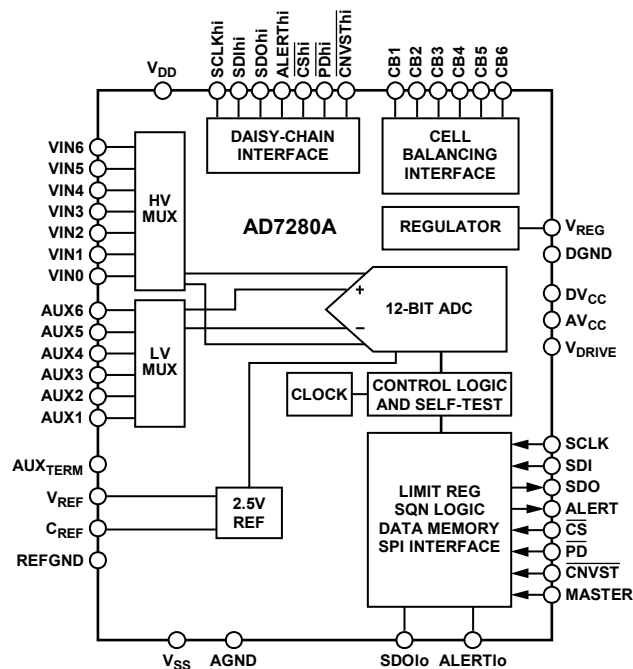 SCLKhi
SDIhi
SDOhi
ALERThi
CShi
PDhi
CNVSThi
CB1
CB2
CB3
CB4
CB5
CB6
VDD
DAISY-CHAIN
INTERFACE
CELL
BALANCING
INTERFACE
VIN6
VIN5
VIN4
VIN3
VIN2
VIN1
VIN0
HV
MUX
AD7280A
REGULATOR
VREG
DGND
DVCC
AVCC
VDRIVE
AUX6
AUX5
AUX4
AUX3
AUX2
AUX1
LV
MUX
+
–
12-BIT ADC
CLOCK
CONTROL LOGIC
AND SELF-TEST
AUXTERM
VREF
CREF
REFGND
2.5V
REF
LIMIT REG
SQN LOGIC
DATA MEMORY
SPI INTERFACE
SCLK
SDI
SDO
ALERT
CS
PD
CNVST
MASTER
VSS
AGND
SDOlo
ALERTlo